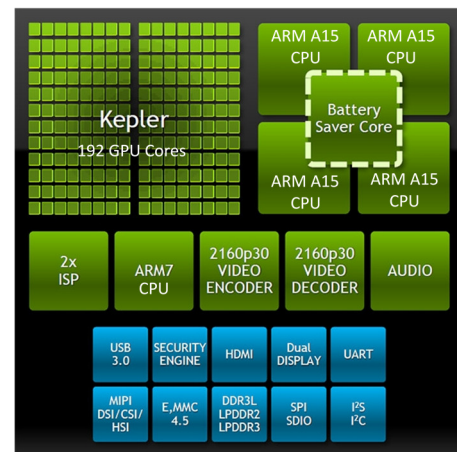 Kepler
192 GPU Cores
ARM A15
CPU
ARM A15
CPU
Battery
Saver Core
ARM A15
CPU
ARM A15
CPU
2x
ISP
ARM7
CPU
2160p30
VIDEO
ENCODER
2160p30
VIDEO
DECODER
AUDIO
USB
3.0
SECURITY
ENGINE
HDMI
Dual
DISPLAY
UART
MIPI
DSI/CSI/
HSI
E,MMC
4.5
DDR3L
LPDDR2
LPDDR3
SPI
SDIO
I²S
I²C